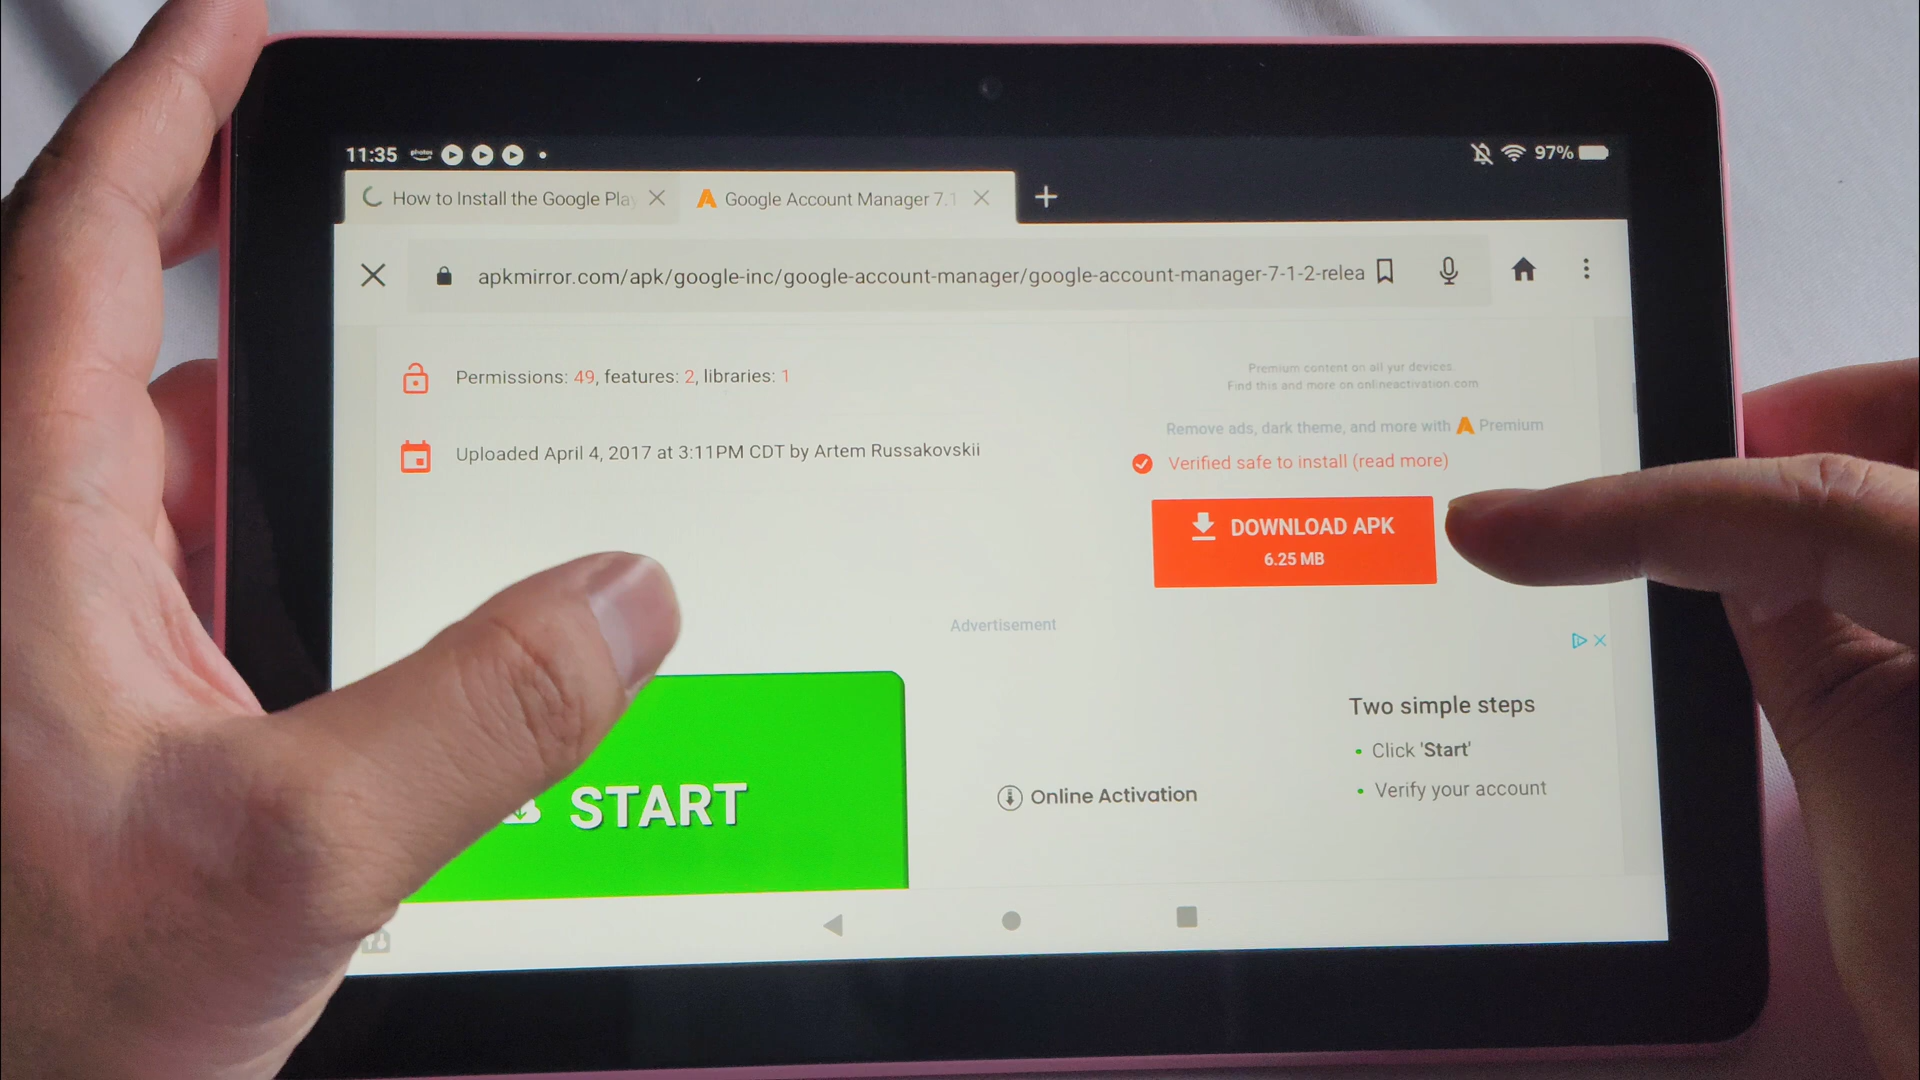 11:35 photos 97%
How to Install the Google Pla
Google Account Manager 7.1
apkmirror.com/apk/google-inc/google-account-manager/google-account-manager-7-1-2-relea
Permissions: 49, features: 2, libraries: 1
Uploaded April 4, 2017 at 3:11PM CDT by Artem Russakovskii
Premium content on all yur devices
Find this and more on onlineactivation.com
Remove ads, dark theme, and more with Premium
Verified safe to install (read more)
DOWNLOAD APK
6.25 MB
Advertisement
START
Online Activation
Two simple steps
• Click 'Start'
• Verify your account